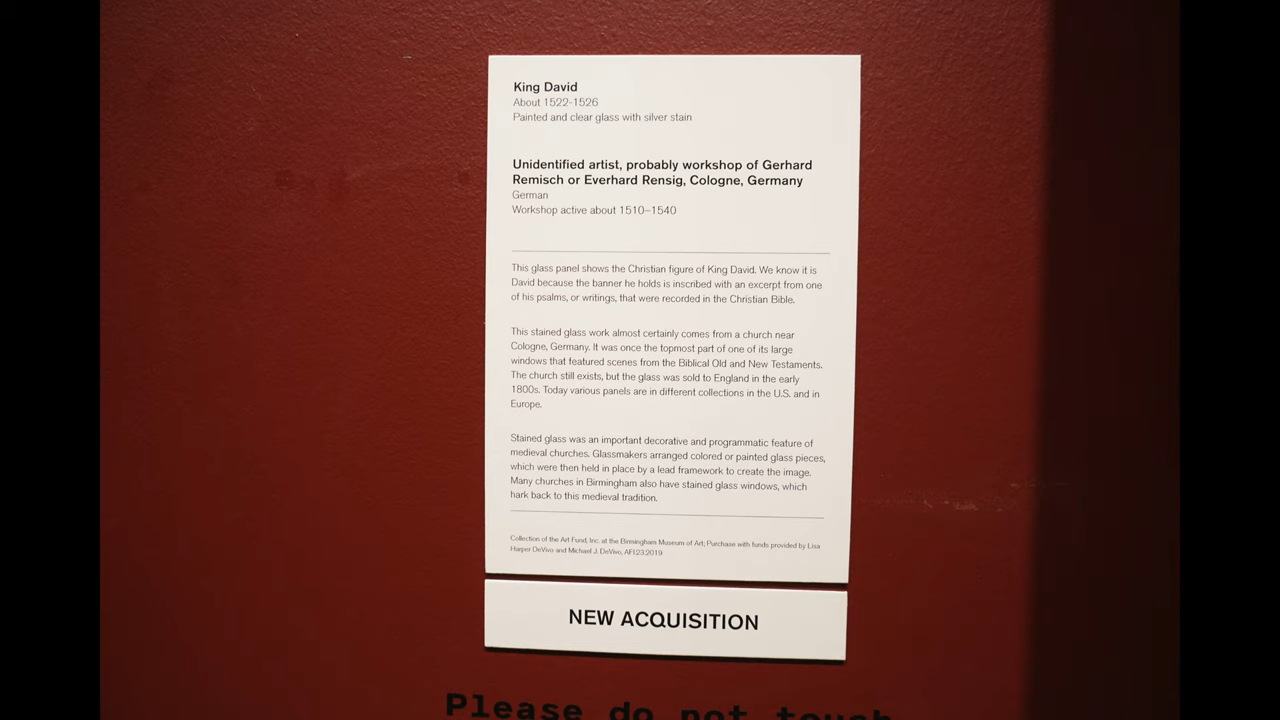 King David
About 1522-1526
Painted and clear glass with silver stain
Unidentified artist, probably workshop of Gerhard
Remisch or Everhard Rensig, Cologne, Germany
German
Workshop active about 1510–1540
This glass panel shows the Christian figure of King David. We know it is
David because the banner he holds is inscribed with an excerpt from one
of his psalms, or writings, that were recorded in the Christian Bible.
This stained glass work almost certainly comes from a church near
Cologne, Germany. It was once the topmost part of one of its large
windows that featured scenes from the Biblical Old and New Testaments.
The church still exists, but the glass was sold to England in the early
1800s. Today various panels are in different collections in the U.S. and in
Europe.
Stained glass was an important decorative and programmatic feature of
medieval churches. Glassmakers arranged colored or painted glass pieces,
which were then held in place by a lead framework to create the image.
Many churches in Birmingham also have stained glass windows, which
hark back to this medieval tradition.
Collection of the Art Fund, Inc. at the Birmingham Museum of Art; Purchase with funds provided by Lisa
Harper DeVivo and Michael J. DeVivo, AFI.23.2019
NEW ACQUISITION
Please do not touch